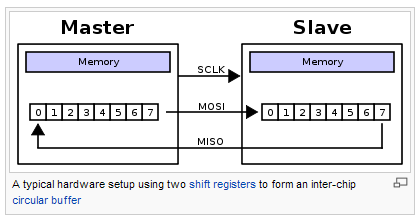 Master Slave
Memory SCLK Memory
0 1 2 3 4 5 6 7 MOSI 0 1 2 3 4 5 6 7
MISO
A typical hardware setup using two shift registers to form an inter-chip
circular buffer